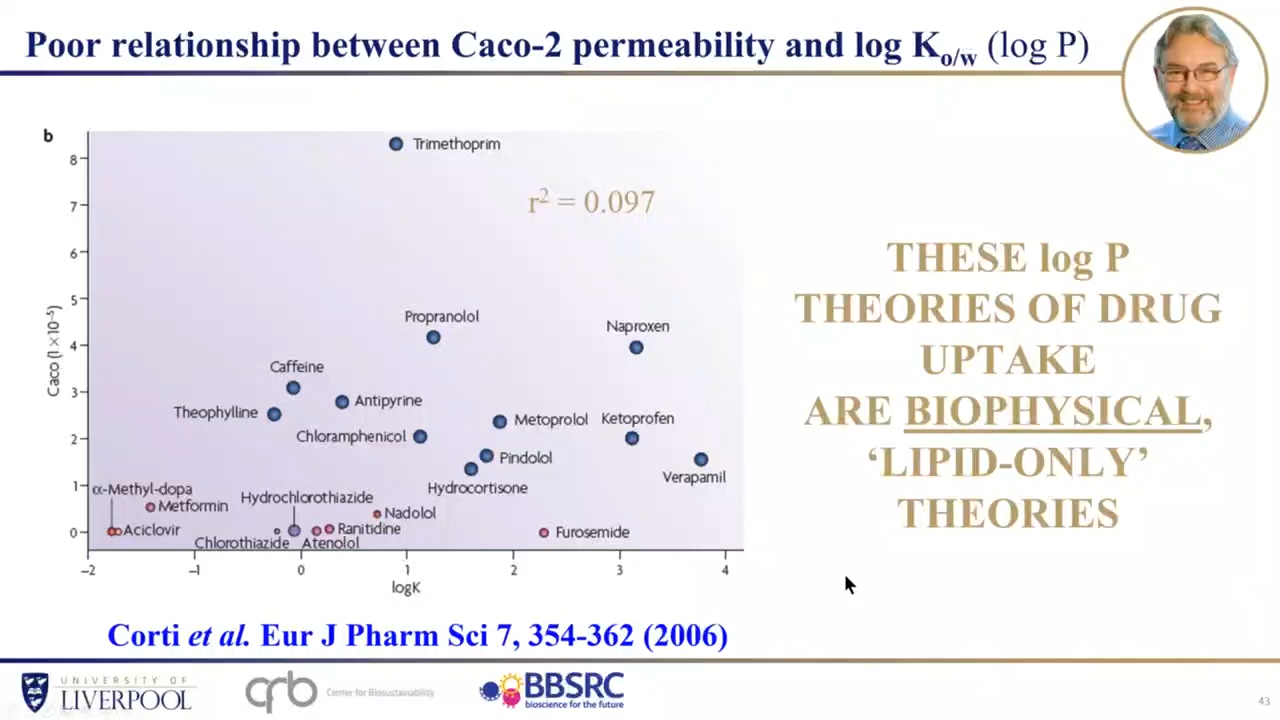 Poor relationship between Caco-2 permeability and log Ko/w (log P)
b
Trimethoprim
r2 = 0.097
8
7
6
5
4
3
2
1
0
Caco (1×10−5)
Propranolol
Naproxen
Caffeine
Antipyrine
Theophylline
Chloramphenicol
Metoprolol
Ketoprofen
Pindolol
Hydrocortisone
Verapamil
α-Methyl-dopa
Metformin
Hydrochlorothiazide
Nadolol
Aciclovir
Ranitidine
Furosemide
Chlorothiazide
Atenolol
−2
−1
0
1
2
3
4
logK
THESE log P
THEORIES OF DRUG
UPTAKE
ARE BIOPHYSICAL,
‘LIPID-ONLY’
THEORIES
Corti et al. Eur J Pharm Sci 7, 354-362 (2006)
UNIVERSITY OF
LIVERPOOL
Center for Biosustainability
BBSRC
bioscience for the future
43